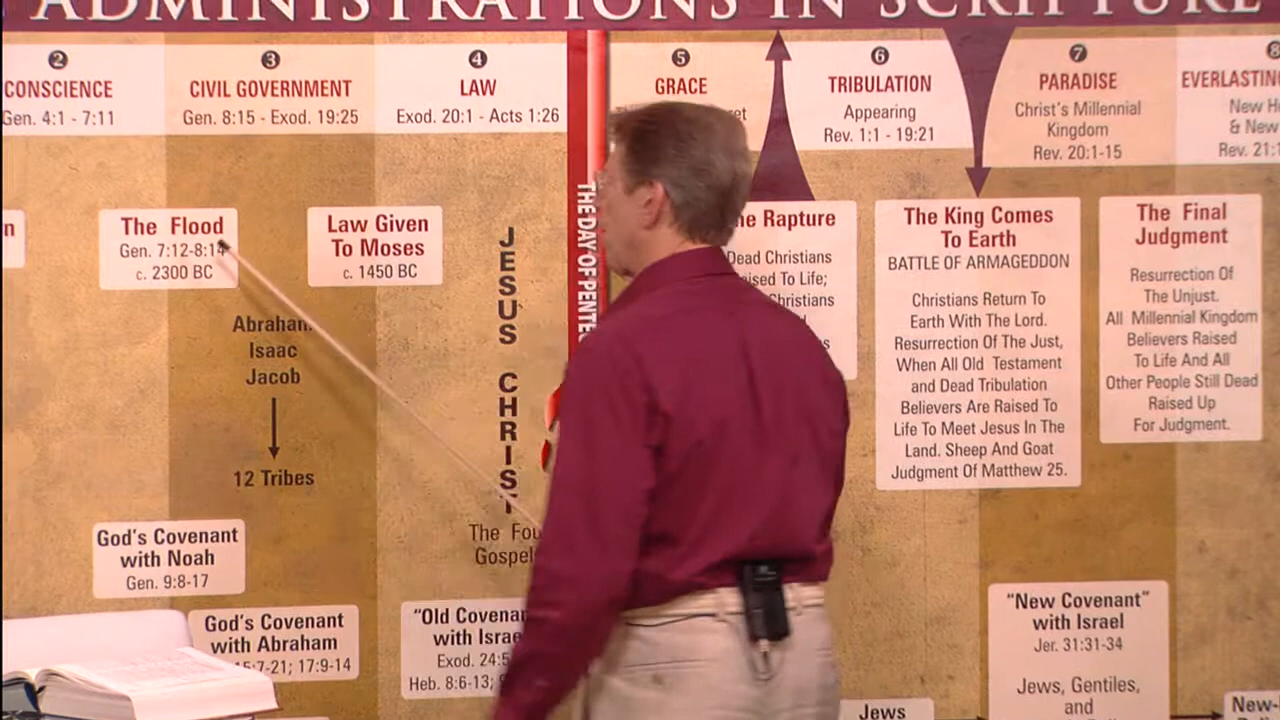 ADMINISTRATIONS IN SCRIPTURE
2
CONSCIENCE
Gen. 4:1 - 7:11
3
CIVIL GOVERNMENT
Gen. 8:15 - Exod. 19:25
4
LAW
Exod. 20:1 - Acts 1:26
5
GRACE
6
TRIBULATION
Appearing
Rev. 1:1 - 19:21
7
PARADISE
Christ's Millennial
Kingdom
Rev. 20:1-15
8
EVERLASTIN
New H
& New
Rev. 21:1
n
The Flood
Gen. 7:12-8:14
c. 2300 BC
Law Given
To Moses
c. 1450 BC
Abraham
Isaac
Jacob
12 Tribes
JESUS CHRIST
The Fou
Gospel
THE DAY OF PENTEC
he Rapture
Dead Christians
ised To Life;
Christians
The King Comes
To Earth
BATTLE OF ARMAGEDDON
Christians Return To
Earth With The Lord.
Resurrection Of The Just,
When All Old Testament
and Dead Tribulation
Believers Are Raised To
Life To Meet Jesus In The
Land. Sheep And Goat
Judgment Of Matthew 25.
The Final
Judgment
Resurrection Of
The Unjust.
All Millennial Kingdom
Believers Raised
To Life And All
Other People Still Dead
Raised Up
For Judgment.
God's Covenant
with Noah
Gen. 9:8-17
God's Covenant
with Abraham
15:7-21; 17:9-14
"Old Covenan
with Israe
Exod. 24:5
Heb. 8:6-13;
"New Covenant"
with Israel
Jer. 31:31-34
Jews, Gentiles,
and
Jews
New-